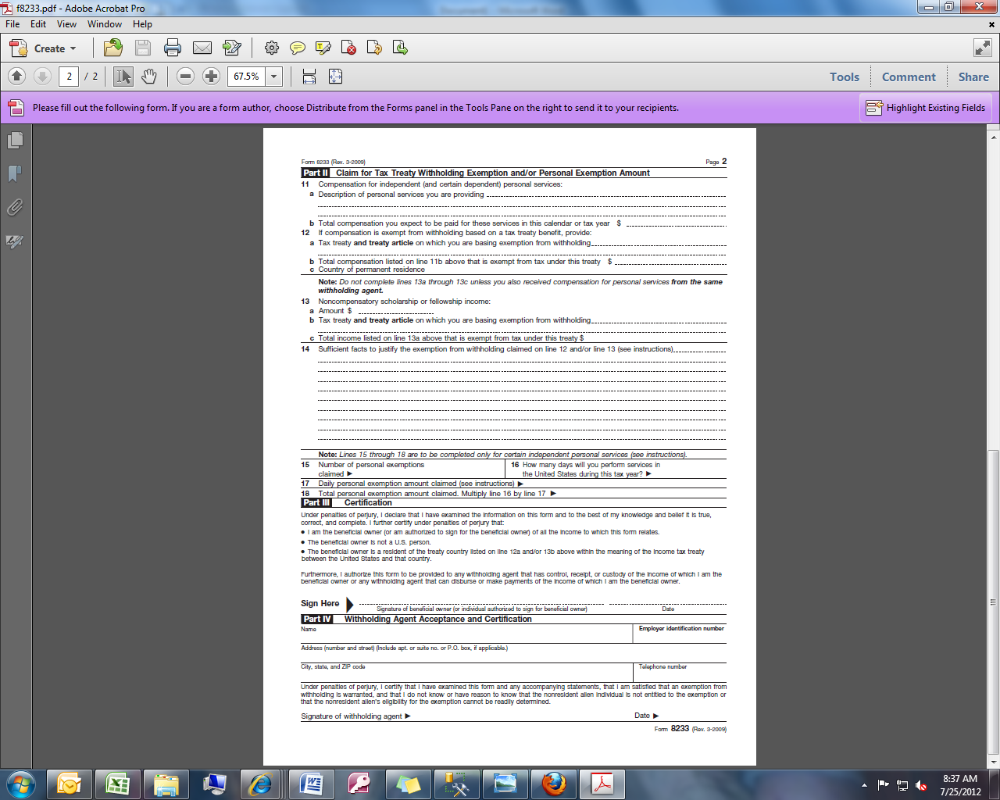 f8233.pdf - Adobe Acrobat Pro
File Edit View Window Help
Create
2 / 2 67.5% Tools Comment Share
Please fill out the following form. If you are a form author, choose Distribute from the Forms panel in the Tools Pane on the right to send it to your recipients. Highlight Existing Fields
Form 8233 (Rev. 3-2009) Page 2
Part II Claim for Tax Treaty Withholding Exemption and/or Personal Exemption Amount
11 Compensation for independent (and certain dependent) personal services:
a Description of personal services you are providing
b Total compensation you expect to be paid for these services in this calendar or tax year $
12 If compensation is exempt from withholding based on a tax treaty benefit, provide:
a Tax treaty and treaty article on which you are basing exemption from withholding
b Total compensation listed on line 11b above that is exempt from tax under this treaty $
c Country of permanent residence
Note: Do not complete lines 13a through 13c unless you also received compensation for personal services from the same
withholding agent.
13 Noncompensatory scholarship or fellowship income:
a Amount $
b Tax treaty and treaty article on which you are basing exemption from withholding
c Total income listed on line 13a above that is exempt from tax under this treaty $
14 Sufficient facts to justify the exemption from withholding claimed on line 12 and/or line 13 (see instructions)
Note: Lines 15 through 18 are to be completed only for certain independent personal services (see instructions).
15 Number of personal exemptions 16 How many days will you perform services in
claimed ▶ the United States during this tax year? ▶
17 Daily personal exemption amount claimed (see instructions) ▶
18 Total personal exemption amount claimed. Multiply line 16 by line 17 ▶
Part III Certification
Under penalties of perjury, I declare that I have examined the information on this form and to the best of my knowledge and belief it is true,
correct, and complete. I further certify under penalties of perjury that:
● I am the beneficial owner (or am authorized to sign for the beneficial owner) of all the income to which this form relates.
● The beneficial owner is not a U.S. person.
● The beneficial owner is a resident of the treaty country listed on line 12a and/or 13b above within the meaning of the income tax treaty
between the United States and that country.
Furthermore, I authorize this form to be provided to any withholding agent that has control, receipt, or custody of the income of which I am the
beneficial owner or any withholding agent that can disburse or make payments of the income of which I am the beneficial owner.
Sign Here
Signature of beneficial owner (or individual authorized to sign for beneficial owner) Date
Part IV Withholding Agent Acceptance and Certification
Name Employer identification number
Address (number and street) (Include apt. or suite no. or P.O. box, if applicable.)
City, state, and ZIP code Telephone number
Under penalties of perjury, I certify that I have examined this form and any accompanying statements, that I am satisfied that an exemption from
withholding is warranted, and that I do not know or have reason to know that the nonresident alien individual is not entitled to the exemption or
that the nonresident alien's eligibility for the exemption cannot be readily determined.
Signature of withholding agent ▶ Date ▶
Form 8233 (Rev. 3-2009)
8:37 AM
7/25/2012